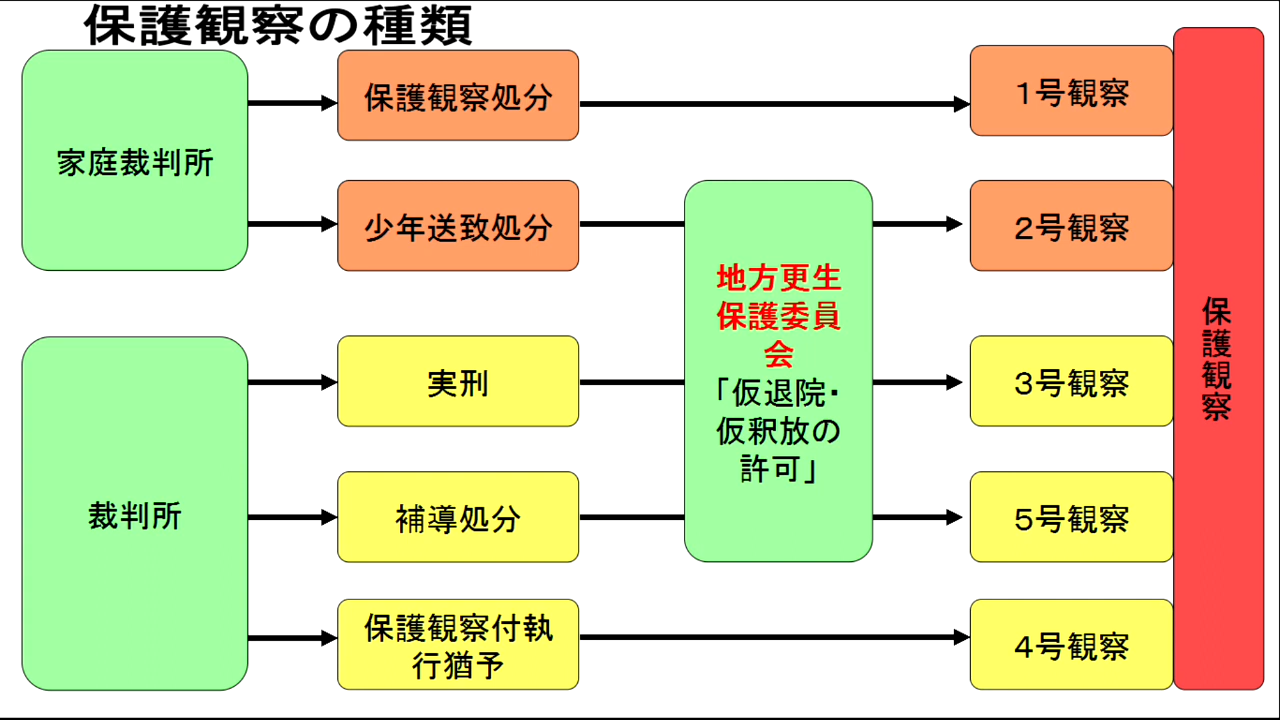 保護観察の種類
家庭裁判所
保護観察処分
1号観察
少年送致処分
2号観察
地方更生
保護委員
会
「仮退院・
仮釈放の
許可」
裁判所
実刑
3号観察
補導処分
5号観察
保護観察付執
行猶予
4号観察
保護観察